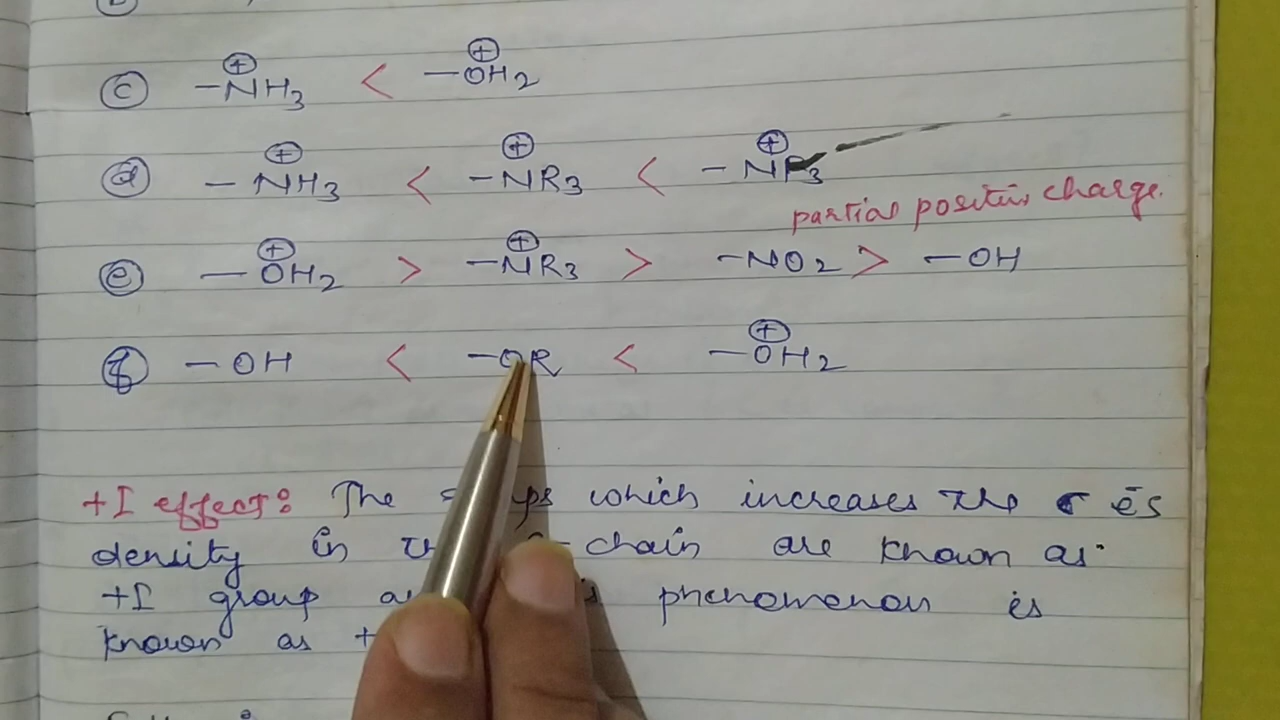 ⓒ -N⊕H3 < -O⊕H2
ⓓ -N⊕H3 < -N⊕R3 < -N⊕F3
partial positive charge.
ⓔ -O⊕H2 > -N⊕R3 > -NO2 > -OH
ⓕ -OH < -OR < -O⊕H2
+I effect: The which increases the σ ēs
density in chain are known as
+I group phenomenon is
known as +